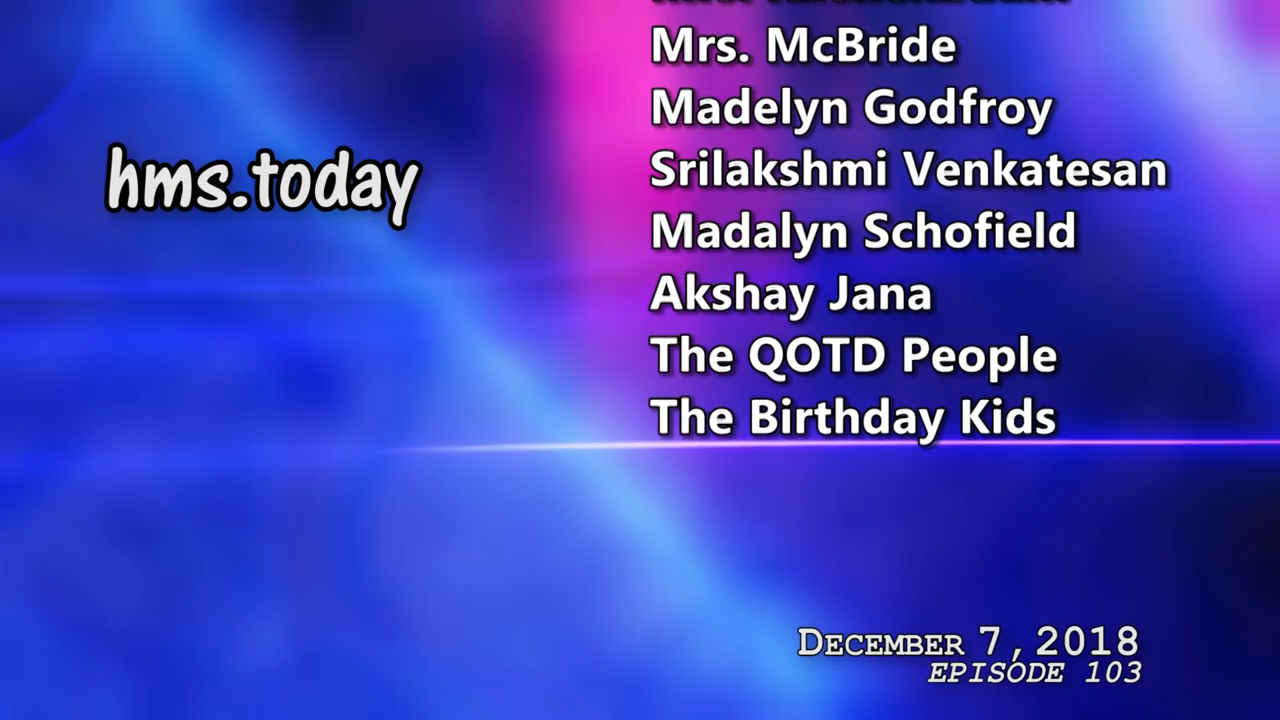 Mrs. McBride
Madelyn Godfroy
hms.today
Srilakshmi Venkatesan
Madalyn Schofield
Akshay Jana
The QOTD People
The Birthday Kids
December 7, 2018
EPISODE 103